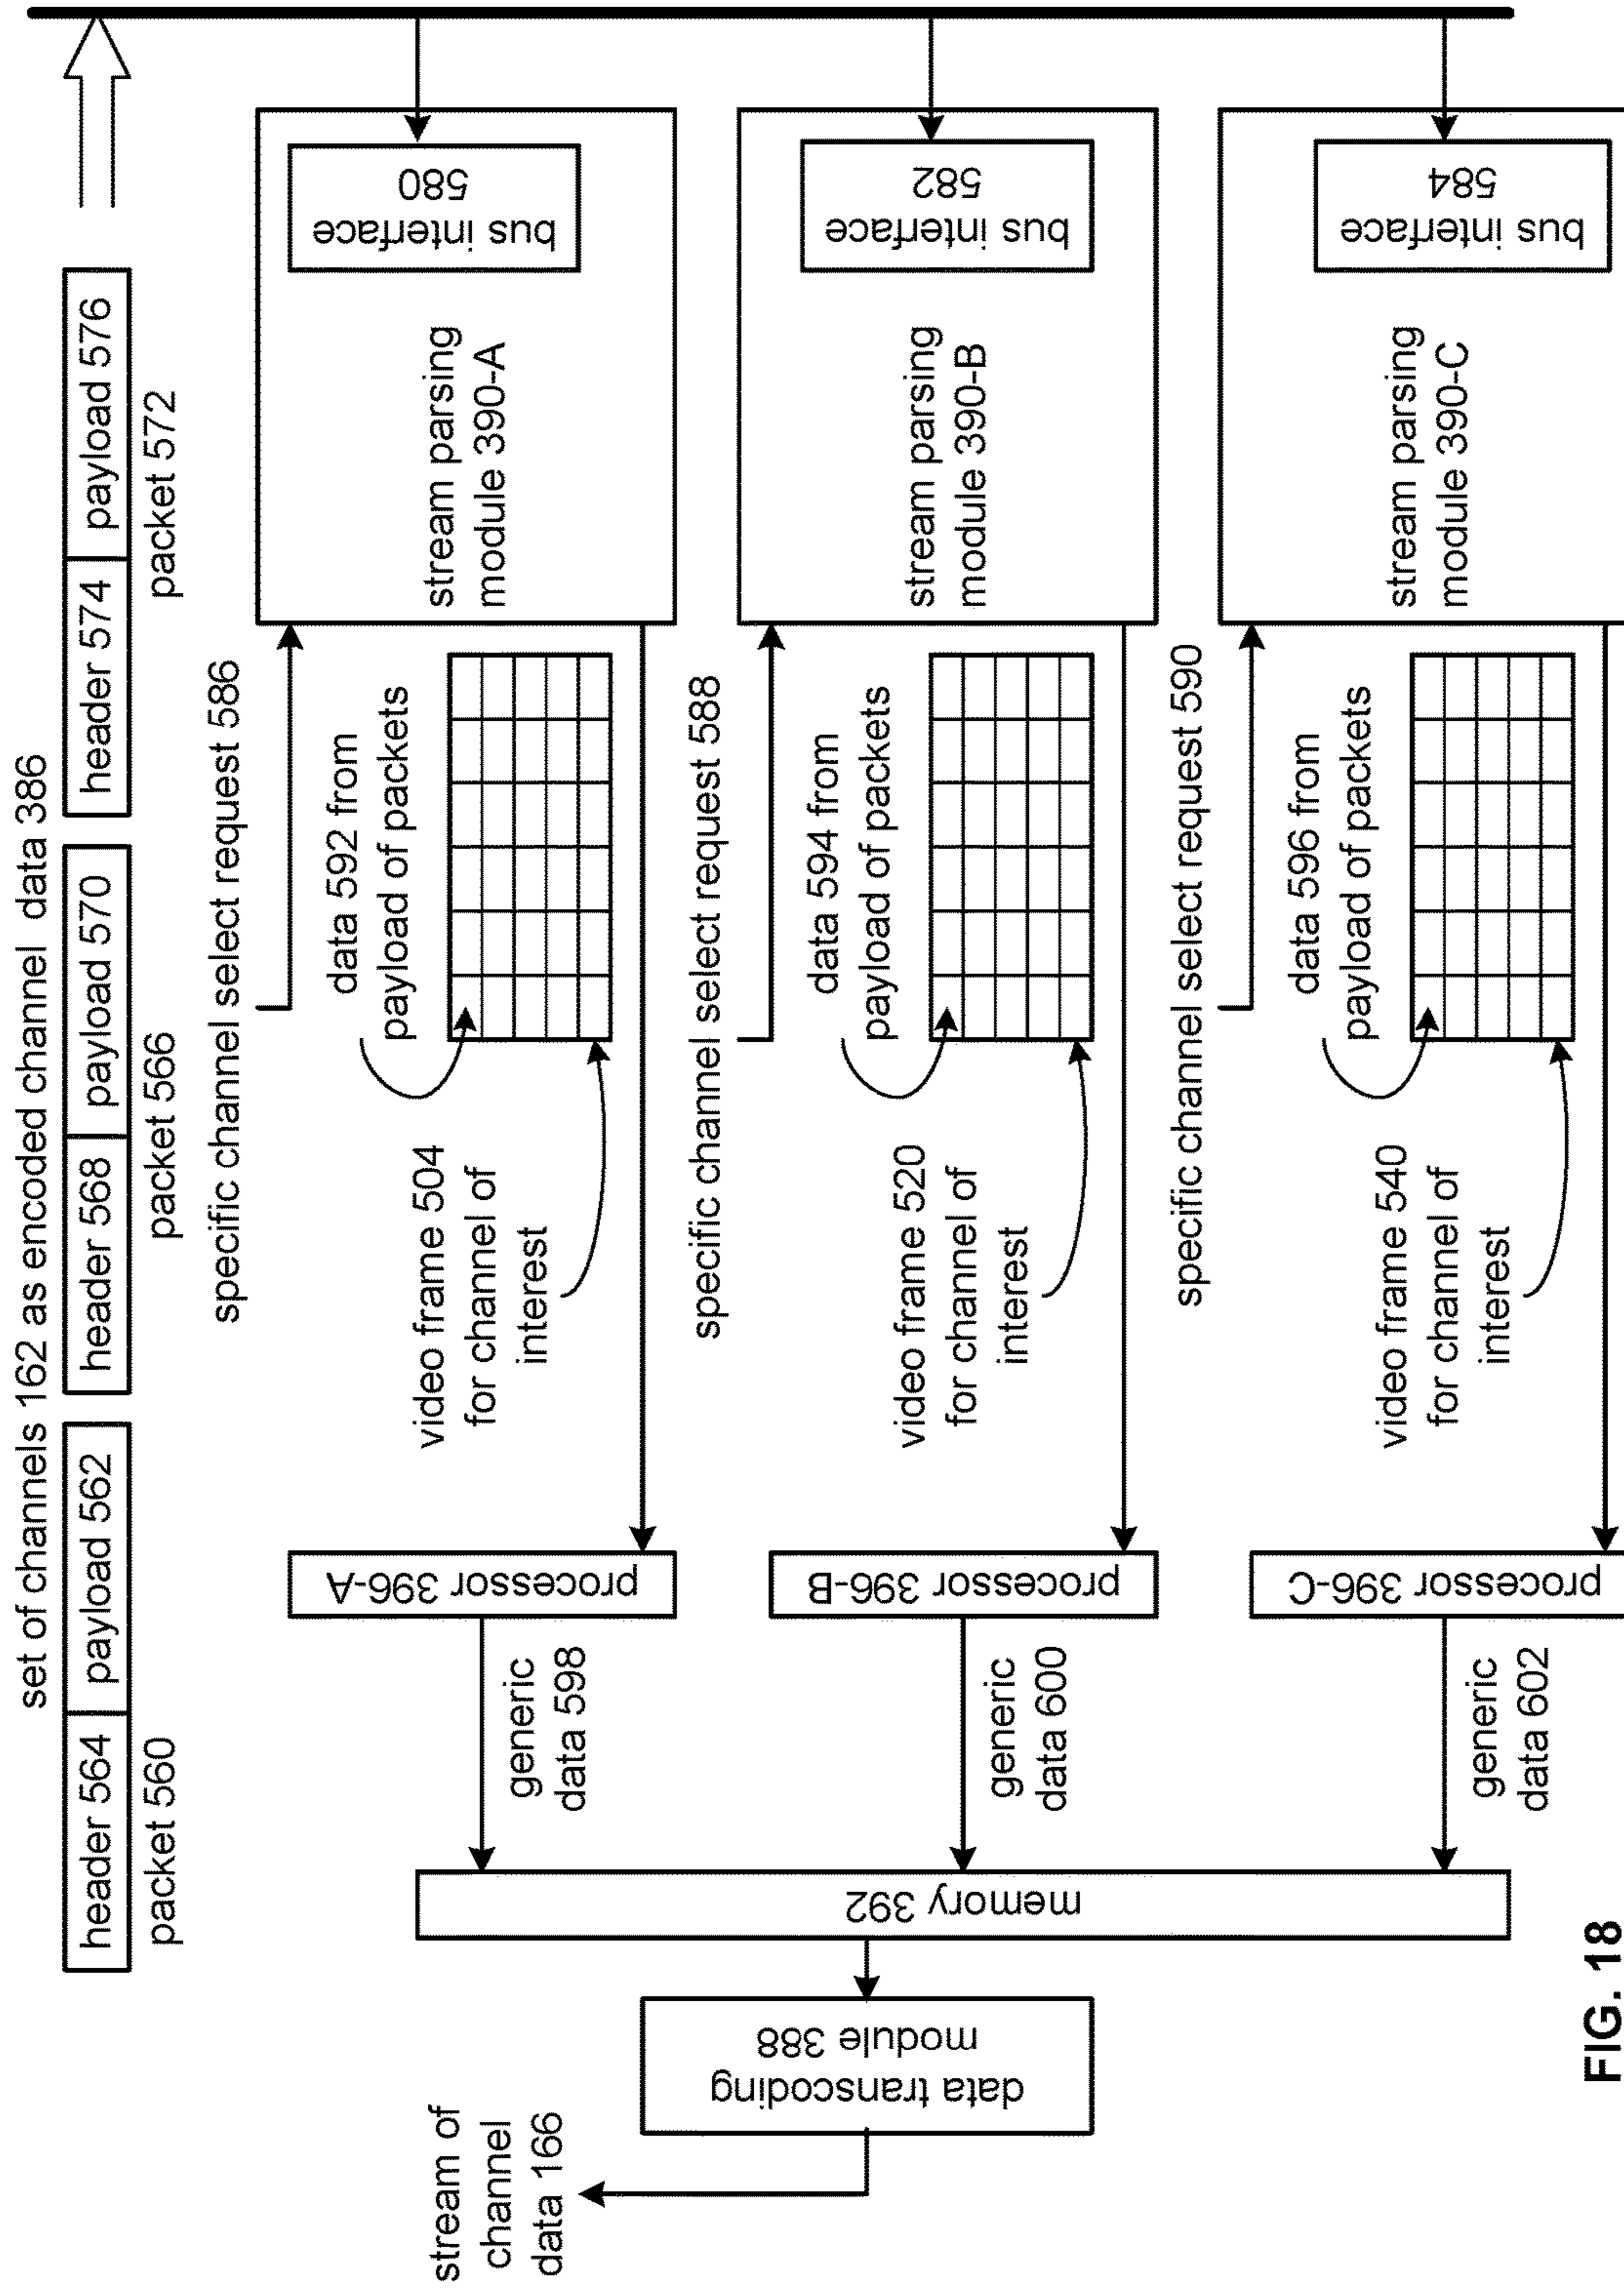 set of channels 162 as encoded channel data 386
header 564
payload 562
header 568
payload 570
header 574
payload 576
packet 560
packet 566
packet 572
specific channel select request 586
bus interface
580
stream parsing
module 390-A
data 592 from
payload of packets
video frame 504
for channel of
interest
processor 396-A
generic
data 598
specific channel select request 588
bus interface
582
stream parsing
module 390-B
data 594 from
payload of packets
video frame 520
for channel of
interest
processor 396-B
generic
data 600
specific channel select request 590
bus interface
584
stream parsing
module 390-C
data 596 from
payload of packets
video frame 540
for channel of
interest
processor 396-C
generic
data 602
memory 392
data transcoding
module 388
stream of
channel
data 166
FIG. 18